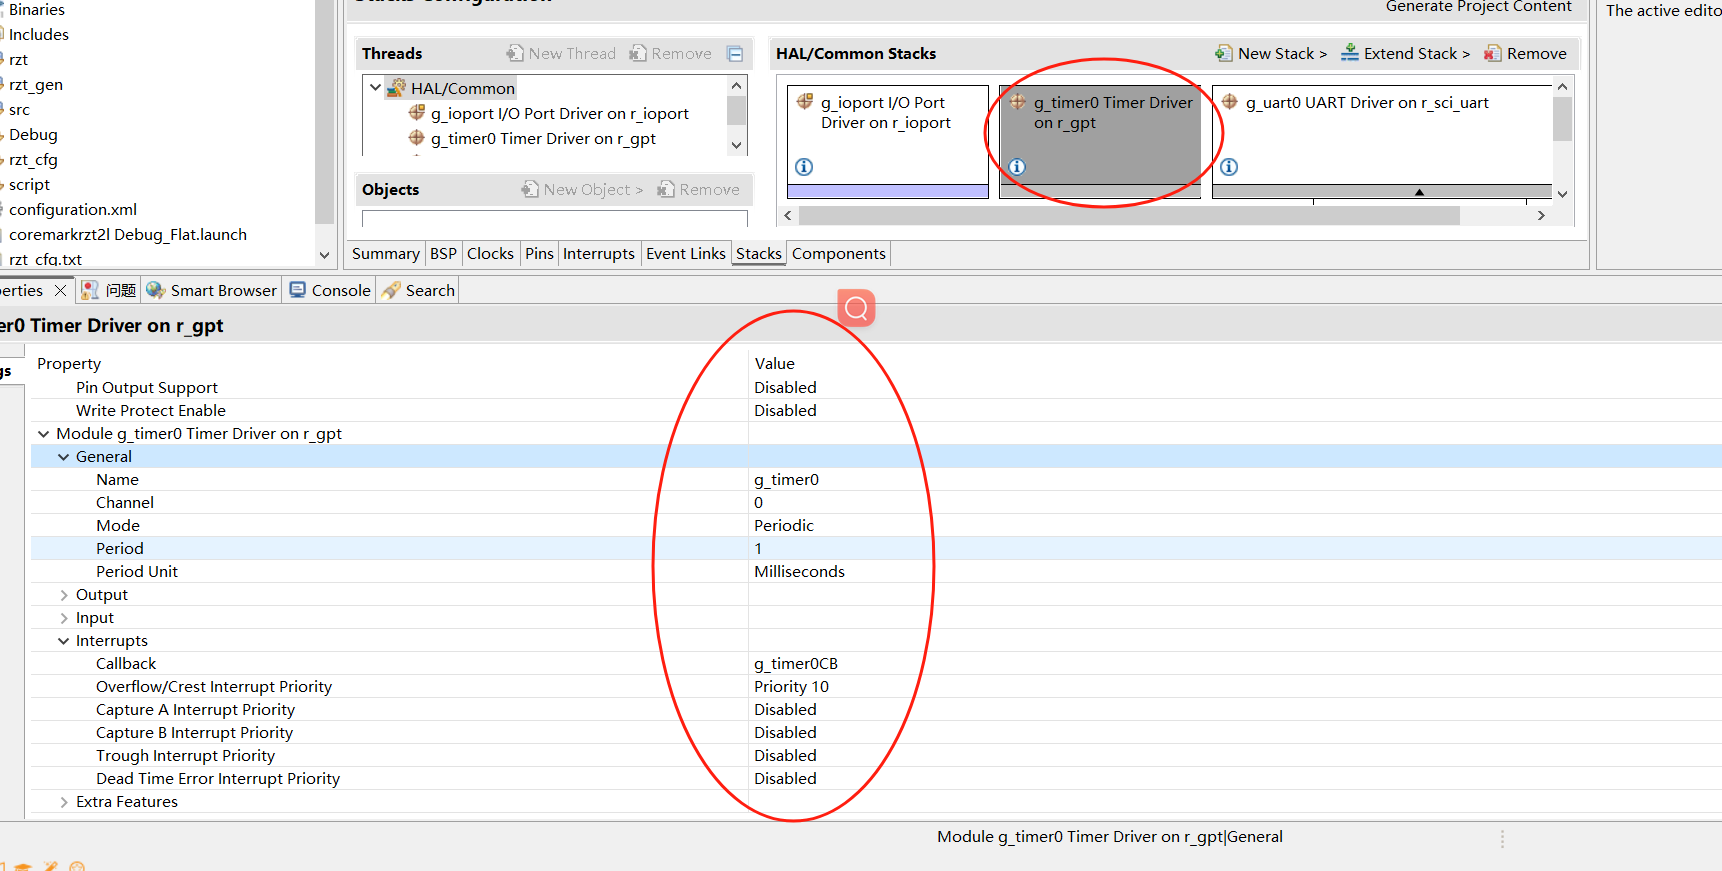 Generate Project Content
The active edito
Binaries
Includes
rzt
rzt_gen
src
Debug
rzt_cfg
script
configuration.xml
coremarkrzt2l Debug_Flat.launch
rzt_cfg.txt
Threads
New Thread
Remove
HAL/Common
g_ioport I/O Port Driver on r_ioport
g_timer0 Timer Driver on r_gpt
Objects
New Object >
Remove
HAL/Common Stacks
New Stack >
Extend Stack >
Remove
g_ioport I/O Port
Driver on r_ioport
g_timer0 Timer Driver
on r_gpt
g_uart0 UART Driver on r_sci_uart
Summary BSP Clocks Pins Interrupts Event Links Stacks Components
erties 问题 Smart Browser Console Search
er0 Timer Driver on r_gpt
gs
Property Value
Pin Output Support Disabled
Write Protect Enable Disabled
Module g_timer0 Timer Driver on r_gpt
General
Name g_timer0
Channel 0
Mode Periodic
Period 1
Period Unit Milliseconds
Output
Input
Interrupts
Callback g_timer0CB
Overflow/Crest Interrupt Priority Priority 10
Capture A Interrupt Priority Disabled
Capture B Interrupt Priority Disabled
Trough Interrupt Priority Disabled
Dead Time Error Interrupt Priority Disabled
Extra Features
Module g_timer0 Timer Driver on r_gpt|General